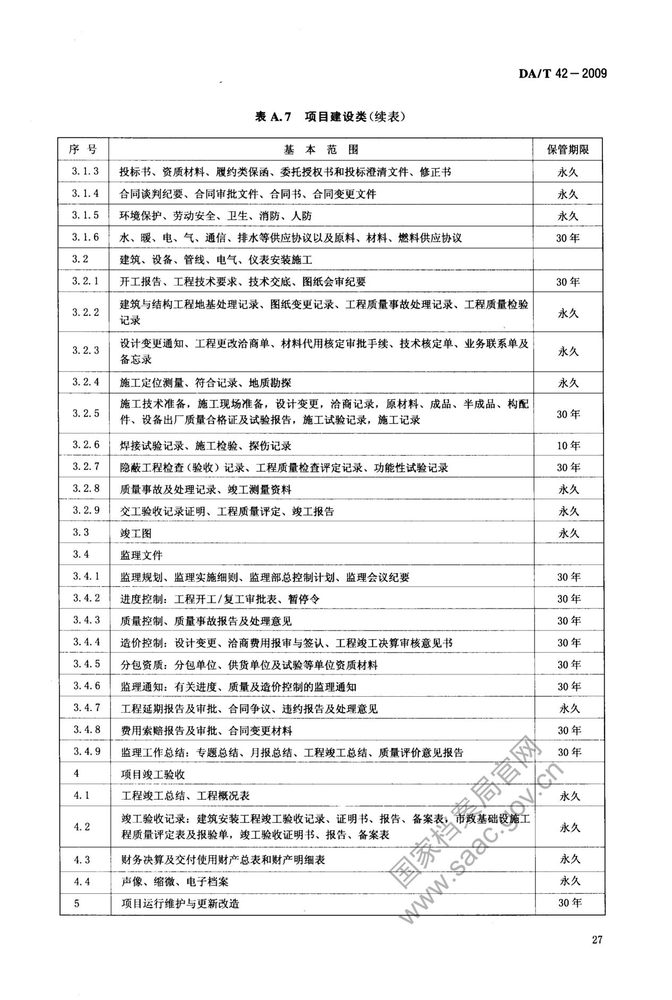 DA/T 42—2009
表 A.7 项目建设类(续表)
序 号 基 本 范 围 保管期限
3.1.3 投标书、资质材料、履约类保函、委托授权书和投标澄清文件、修正书 永久
3.1.4 合同谈判纪要、合同审批文件、合同书、合同变更文件 永久
3.1.5 环境保护、劳动安全、卫生、消防、人防 永久
3.1.6 水、暖、电、气、通信、排水等供应协议以及原料、材料、燃料供应协议 30年
3.2 建筑、设备、管线、电气、仪表安装施工
3.2.1 开工报告、工程技术要求、技术交底、图纸会审纪要 30年
3.2.2 建筑与结构工程地基处理记录、图纸变更记录、工程质量事故处理记录、工程质量检验
记录 永久
3.2.3 设计变更通知、工程更改洽商单、材料代用核定审批手续、技术核定单、业务联系单及
备忘录 永久
3.2.4 施工定位测量、符合记录、地质勘探 永久
3.2.5 施工技术准备，施工现场准备，设计变更，洽商记录，原材料、成品、半成品、构配
件、设备出厂质量合格证及试验报告，施工试验记录，施工记录 30年
3.2.6 焊接试验记录、施工检验、探伤记录 10年
3.2.7 隐蔽工程检查(验收)记录、工程质量检查评定记录、功能性试验记录 30年
3.2.8 质量事故及处理记录、竣工测量资料 永久
3.2.9 交工验收记录证明、工程质量评定、竣工报告 永久
3.3 竣工图 永久
3.4 监理文件
3.4.1 监理规划、监理实施细则、监理部总控制计划、监理会议纪要 30年
3.4.2 进度控制：工程开工/复工审批表、暂停令 30年
3.4.3 质量控制、质量事故报告及处理意见 30年
3.4.4 造价控制：设计变更、洽商费用报审与签认、工程竣工决算审核意见书 30年
3.4.5 分包资质：分包单位、供货单位及试验等单位资质材料 30年
3.4.6 监理通知：有关进度、质量及造价控制的监理通知 30年
3.4.7 工程延期报告及审批、合同争议、违约报告及处理意见 永久
3.4.8 费用索赔报告及审批、合同变更材料 30年
3.4.9 监理工作总结：专题总结、月报总结、工程竣工总结、质量评价意见报告 30年
4 项目竣工验收
4.1 工程竣工总结、工程概况表 永久
4.2 竣工验收记录：建筑安装工程竣工验收记录、证明书、报告、备案表，市政基础设施工
程质量评定表及报验单，竣工验收证明书、报告、备案表 永久
4.3 财务决算及交付使用财产总表和财产明细表 永久
4.4 声像、缩微、电子档案 永久
5 项目运行维护与更新改造 30年
国家档案局官网
www.saac.gov.cn
27